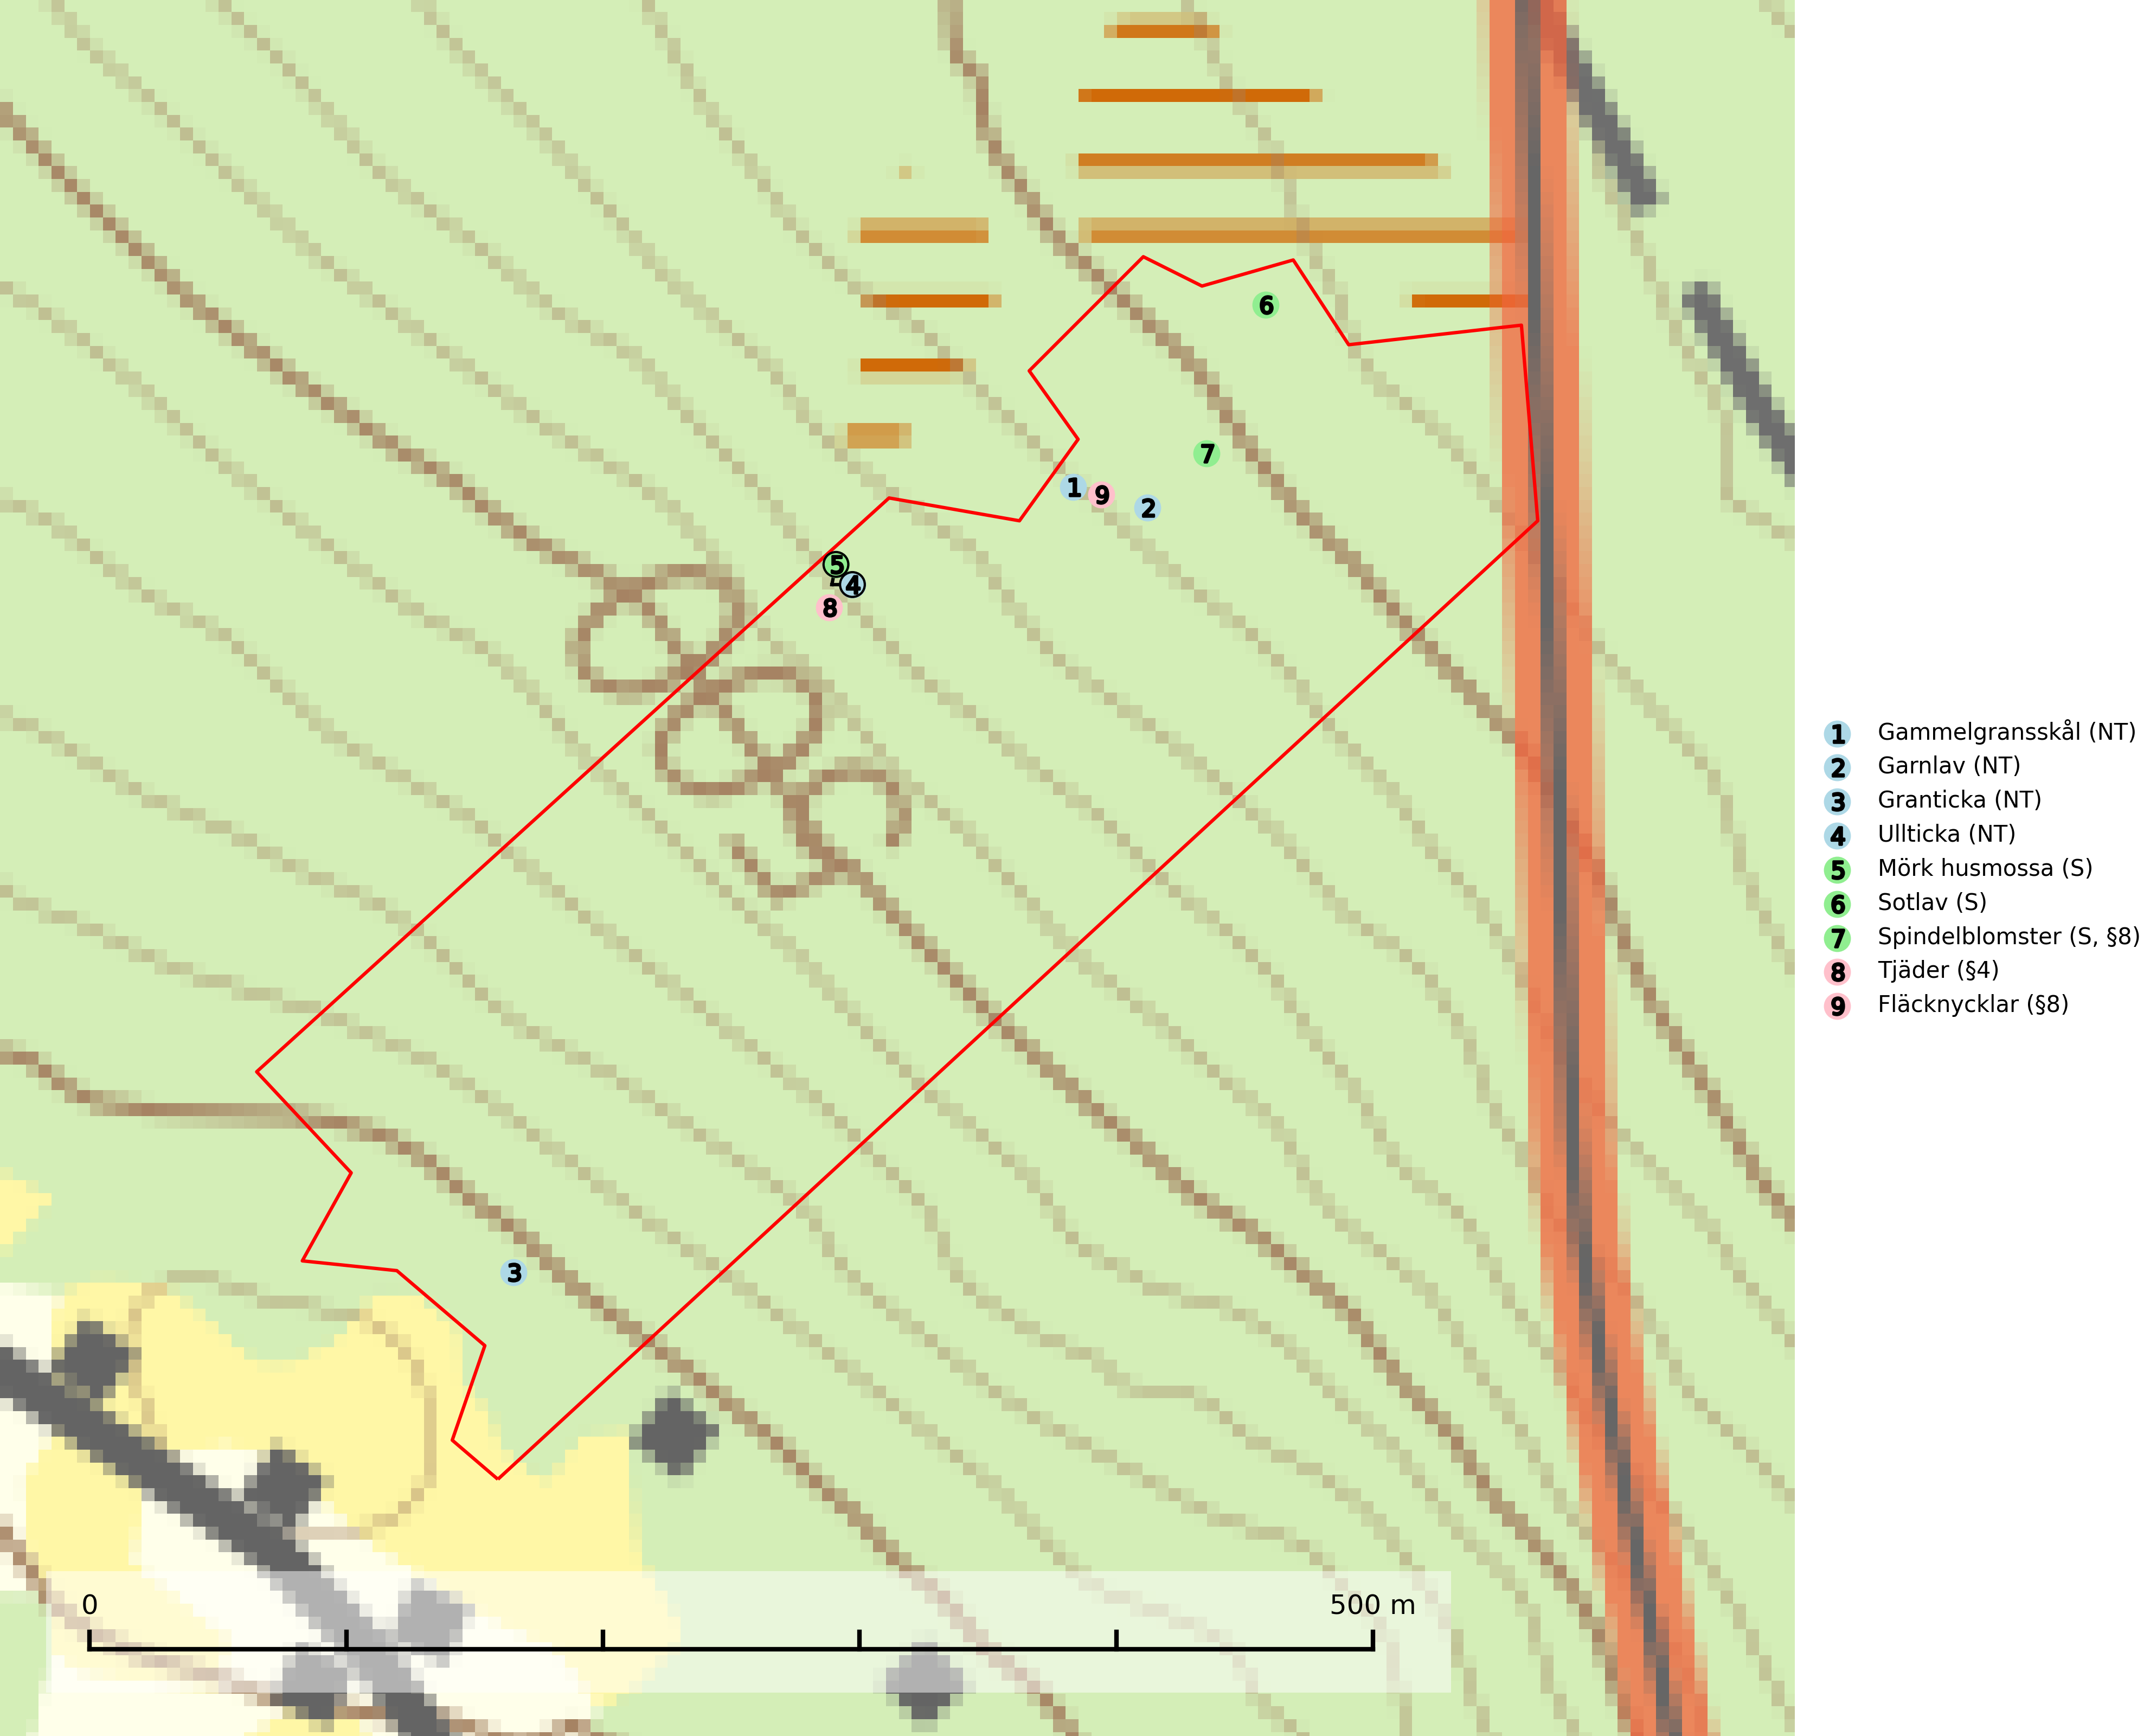 6
7
1 9 2
5
4
8
3
1 Gammelgransskål (NT)
2 Garnlav (NT)
3 Granticka (NT)
4 Ullticka (NT)
5 Mörk husmossa (S)
6 Sotlav (S)
7 Spindelblomster (S, §8)
8 Tjäder (§4)
9 Fläcknycklar (§8)
0 500 m